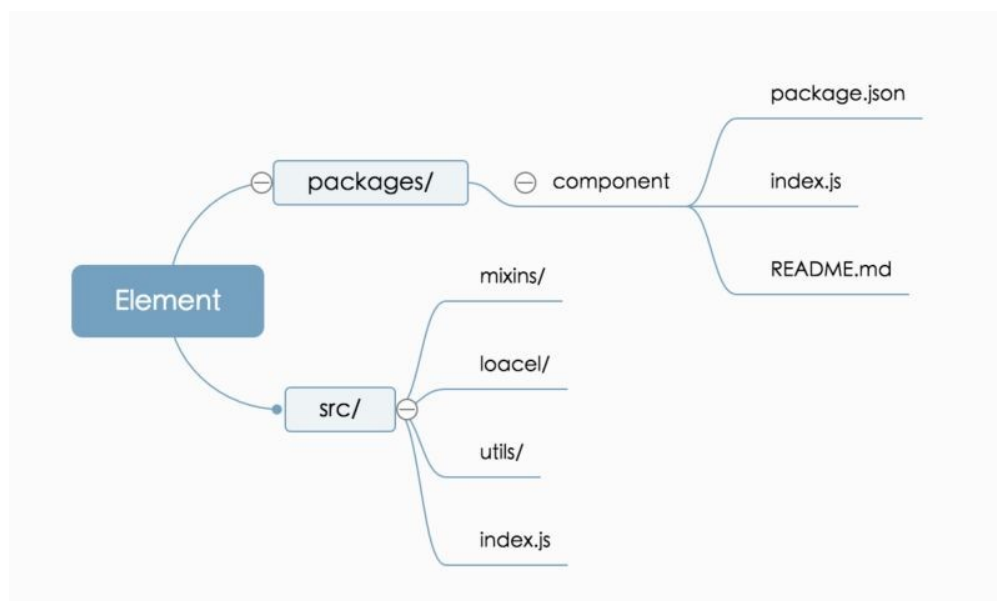 Element
packages/
component
package.json
index.js
README.md
src/
mixins/
loacel/
utils/
index.js